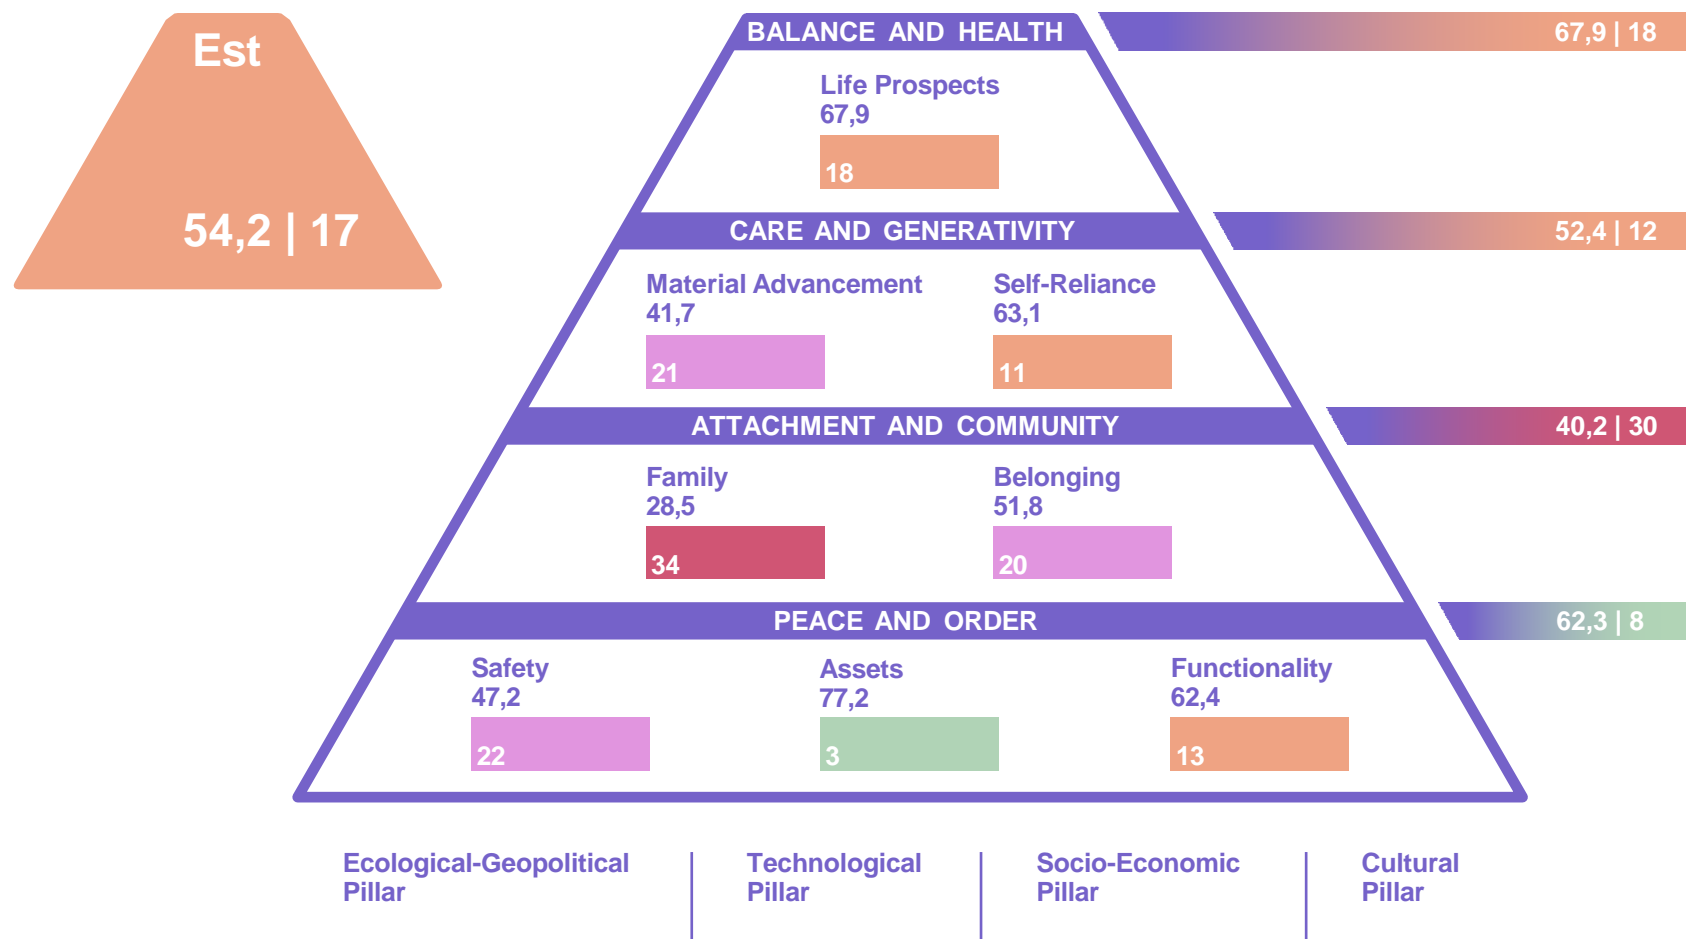 Est
54,2 | 17
BALANCE AND HEALTH
67,9 | 18
Life Prospects
67,9
18
CARE AND GENERATIVITY
52,4 | 12
Material Advancement
41,7
21
Self-Reliance
63,1
11
ATTACHMENT AND COMMUNITY
40,2 | 30
Family
28,5
34
Belonging
51,8
20
PEACE AND ORDER
62,3 | 8
Safety
47,2
22
Assets
77,2
3
Functionality
62,4
13
Ecological-Geopolitical
Pillar
Technological
Pillar
Socio-Economic
Pillar
Cultural
Pillar